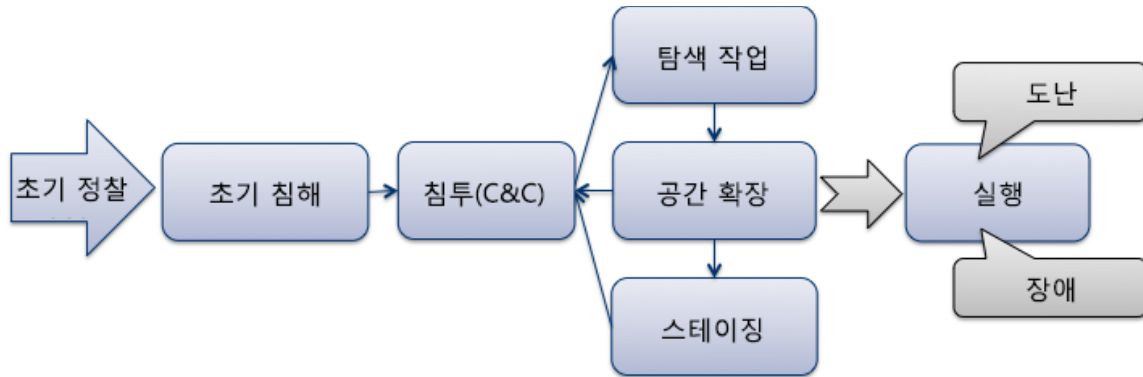 초기 정찰
초기 침해
침투(C&C)
탐색 작업
공간 확장
스테이징
실행
도난
장애